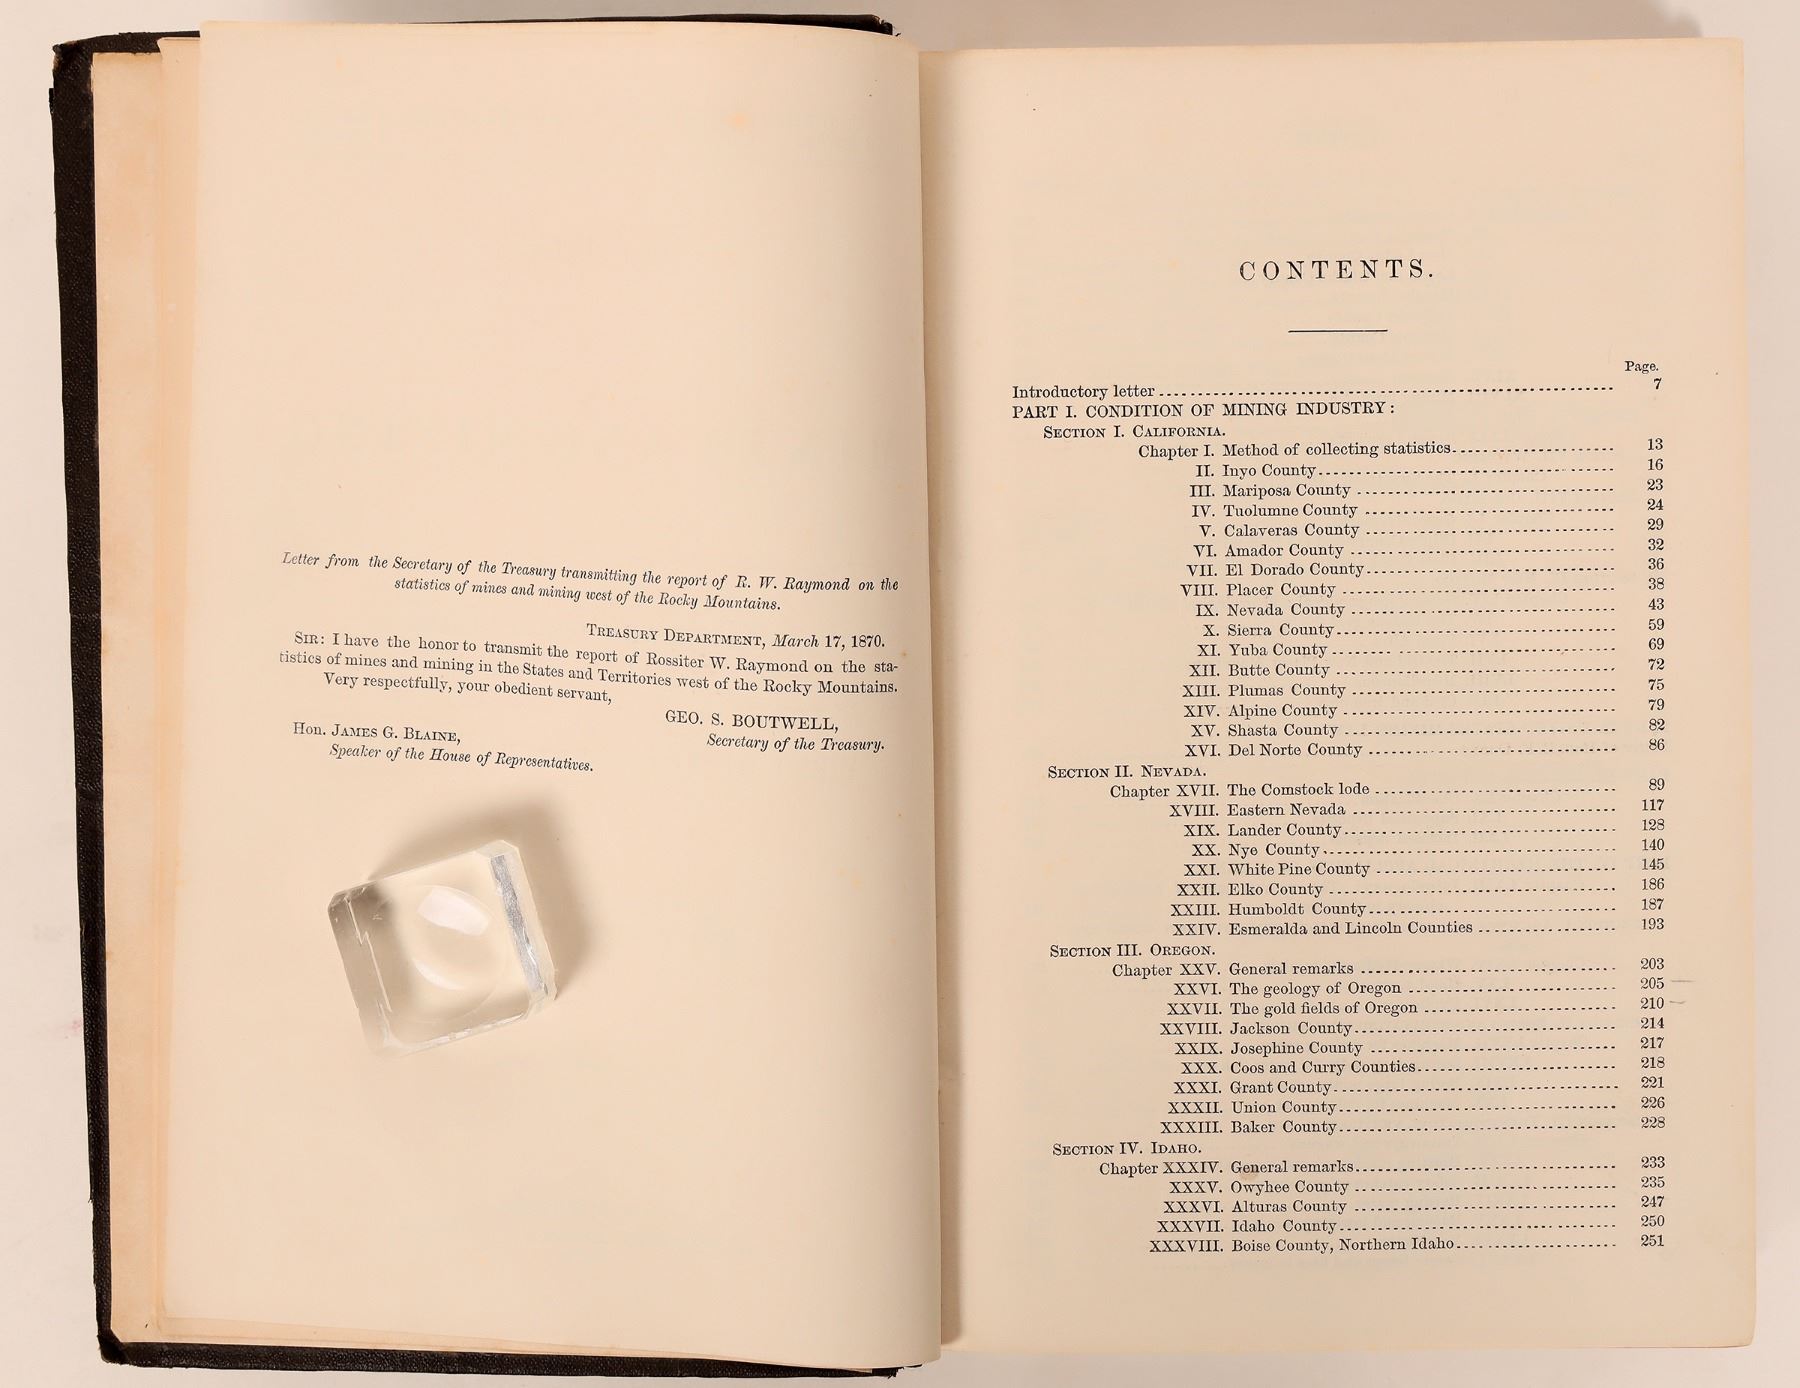 Letter from the Secretary of the Treasury transmitting the report of R. W. Raymond on the
statistics of mines and mining west of the Rocky Mountains.
TREASURY DEPARTMENT, March 17, 1870.
SIR: I have the honor to transmit the report of Rossiter W. Raymond on the sta-
tistics of mines and mining in the States and Territories west of the Rocky Mountains.
Very respectfully, your obedient servant,
GEO. S. BOUTWELL,
Secretary of the Treasury.
Hon. JAMES G. BLAINE,
Speaker of the House of Representatives.
CONTENTS.
Page.
Introductory letter 7
PART I. CONDITION OF MINING INDUSTRY:
SECTION I. CALIFORNIA.
Chapter I. Method of collecting statistics 13
II. Inyo County 16
III. Mariposa County 23
IV. Tuolumne County 24
V. Calaveras County 29
VI. Amador County 32
VII. El Dorado County 36
VIII. Placer County 38
IX. Nevada County 43
X. Sierra County 59
XI. Yuba County 69
XII. Butte County 72
XIII. Plumas County 75
XIV. Alpine County 79
XV. Shasta County 82
XVI. Del Norte County 86
SECTION II. NEVADA.
Chapter XVII. The Comstock lode 89
XVIII. Eastern Nevada 117
XIX. Lander County 128
XX. Nye County 140
XXI. White Pine County 145
XXII. Elko County 186
XXIII. Humboldt County 187
XXIV. Esmeralda and Lincoln Counties 193
SECTION III. OREGON.
Chapter XXV. General remarks 203
XXVI. The geology of Oregon 205
XXVII. The gold fields of Oregon 210
XXVIII. Jackson County 214
XXIX. Josephine County 217
XXX. Coos and Curry Counties 218
XXXI. Grant County 221
XXXII. Union County 226
XXXIII. Baker County 228
SECTION IV. IDAHO.
Chapter XXXIV. General remarks 233
XXXV. Owyhee County 235
XXXVI. Alturas County 247
XXXVII. Idaho County 250
XXXVIII. Boise County, Northern Idaho 251